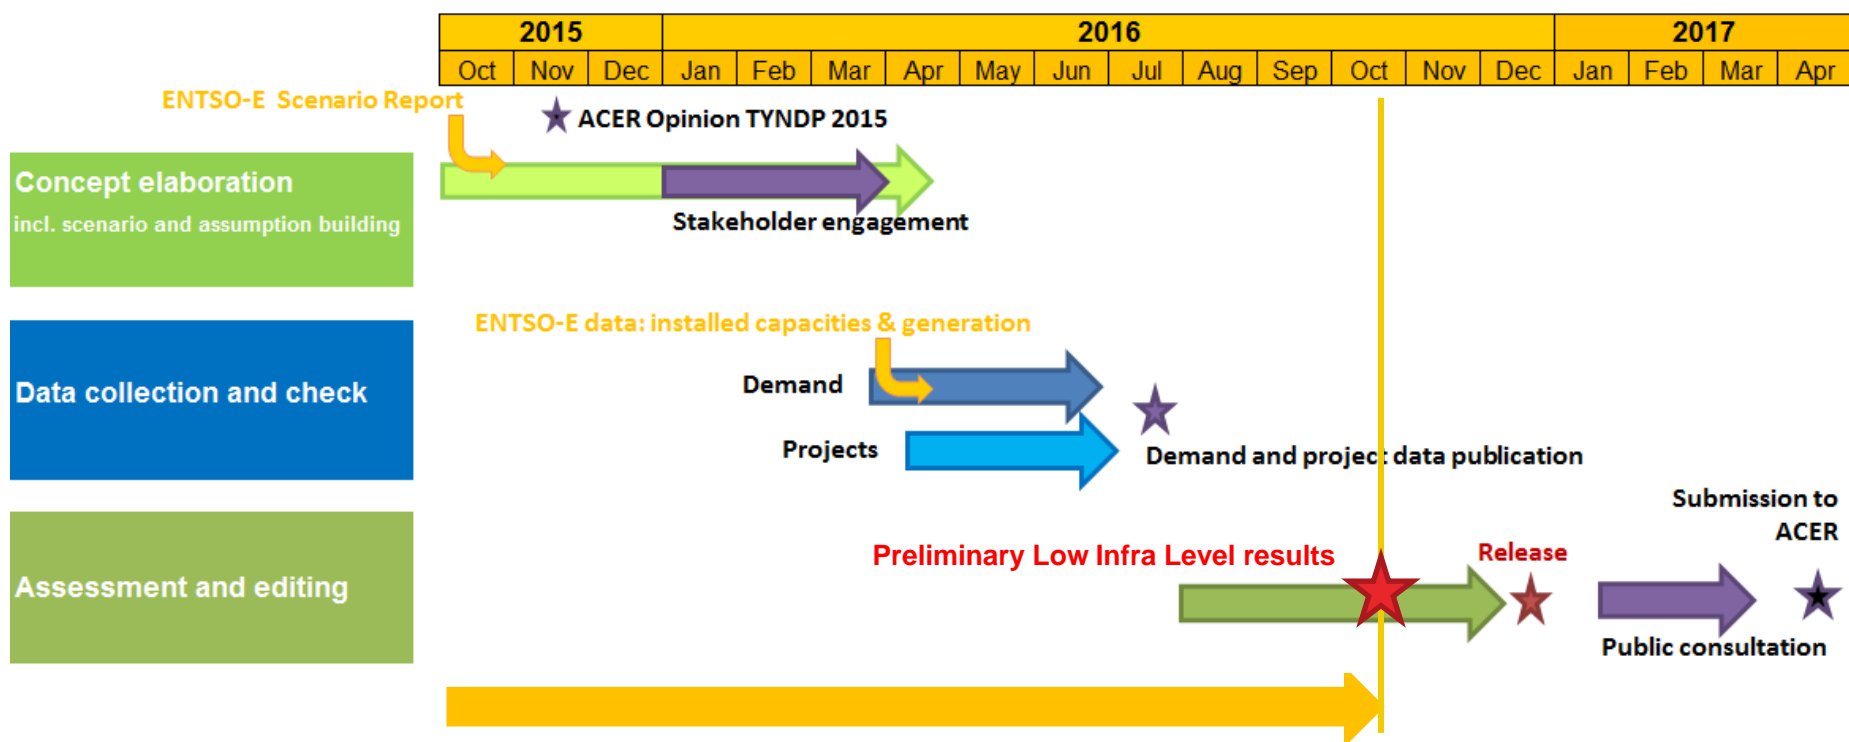 2015 2016 2017
Oct Nov Dec Jan Feb Mar Apr May Jun Jul Aug Sep Oct Nov Dec Jan Feb Mar Apr
ENTSO-E Scenario Report
ACER Opinion TYNDP 2015
Concept elaboration
incl. scenario and assumption building
Stakeholder engagement
ENTSO-E data: installed capacities & generation
Data collection and check
Demand
Projects
Demand and project data publication
Submission to
ACER
Preliminary Low Infra Level results
Release
Assessment and editing
Public consultation